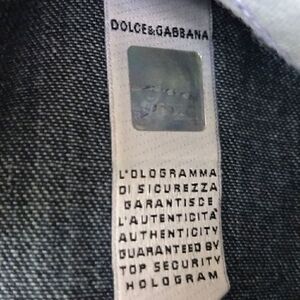 DOLCE&GABBANA
L'OLOGRAMMA
DI SICUREZZA
GARANTISCE
L'AUTENTICITÀ
AUTHENTICITY
GUARANTEED BY
TOP SECURITY
HOLOGRAM